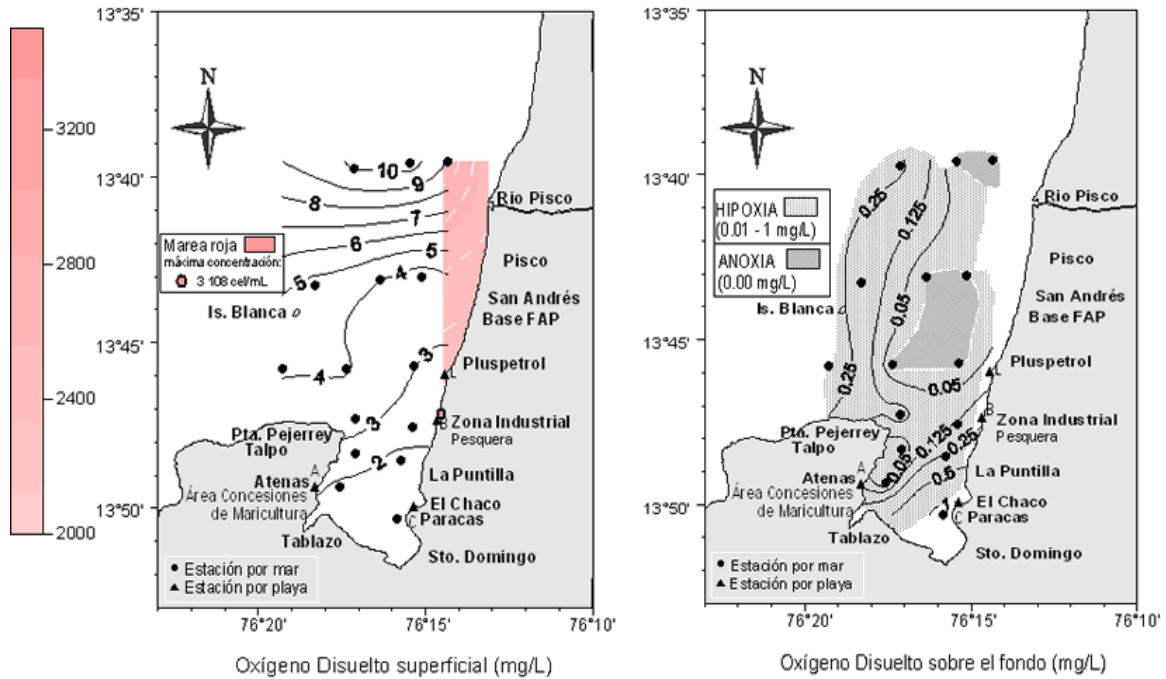 3200
2800
2400
2000
13°35'
13°40'
13°45'
13°50'
N
10
9
8
7
6
5
5
4
4
3
3
2
Rio Pisco
Marea roja
máxima concentración:
3 108 cel/mL
Pisco
San Andrés
Base FAP
Is. Blanca
Pluspetrol
L
B
Zona Industrial
Pesquera
Pta. Pejerrey
Talpo
A
Atenas
Área Concesiones
de Maricultura
La Puntilla
El Chaco
C Paracas
Tablazo
Sto. Domingo
Estación por mar
Estación por playa
76°20'
76°15'
76°10'
Oxígeno Disuelto superficial (mg/L)
13°35'
13°40'
13°45'
13°50'
N
HIPOXIA
(0.01 - 1 mg/L)
ANOXIA
(0.00 mg/L)
0.25
0.125
0.05
0.25
0.05
0.05
0.125
0.25
0.5
1
Rio Pisco
Pisco
San Andrés
Base FAP
Is. Blanca
Pluspetrol
L
B
Zona Industrial
Pesquera
Pta. Pejerrey
Talpo
A
Atenas
Área Concesiones
de Maricultura
La Puntilla
El Chaco
C Paracas
Tablazo
Sto. Domingo
Estación por mar
Estación por playa
76°20'
76°15'
76°10'
Oxígeno Disuelto sobre el fondo (mg/L)